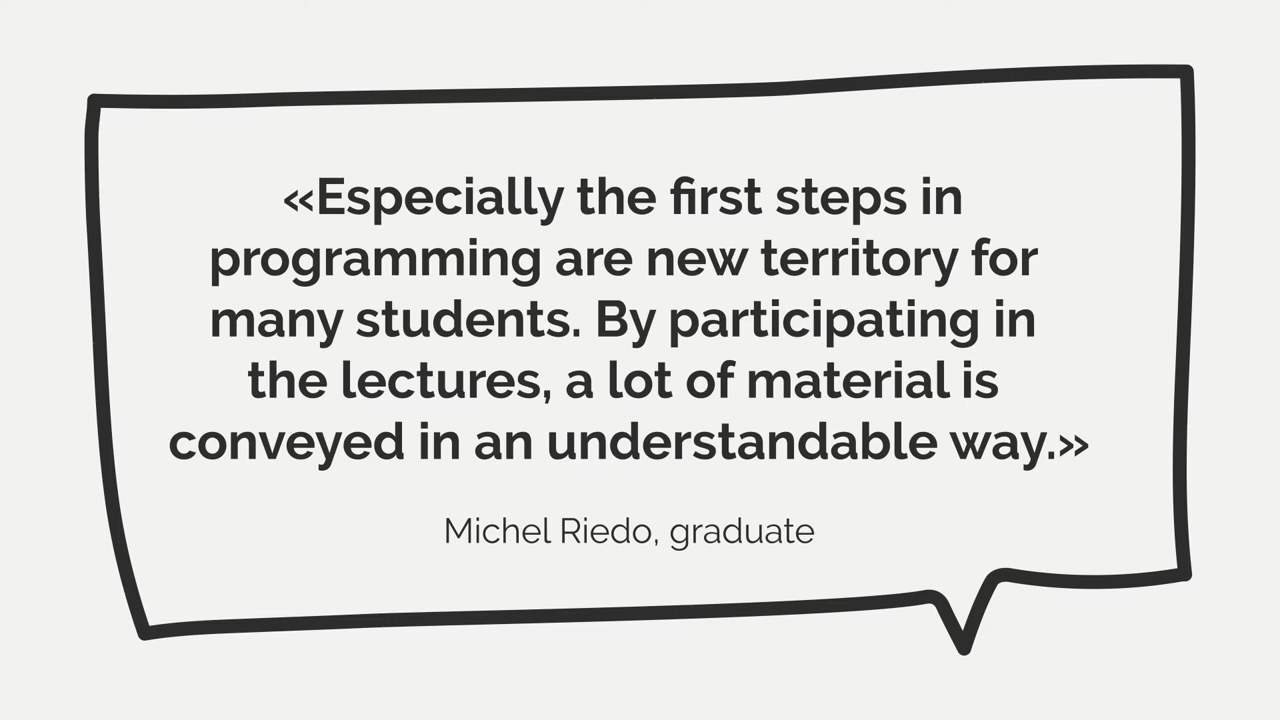 «Especially the first steps in
programming are new territory for
many students. By participating in
the lectures, a lot of material is
conveyed in an understandable way.»
Michel Riedo, graduate